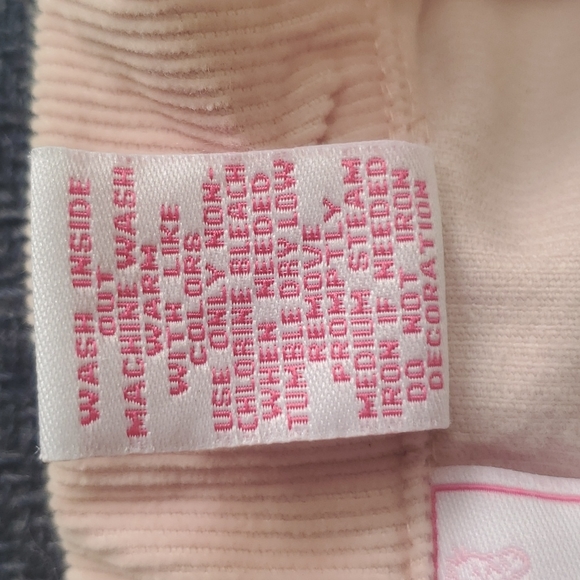 WASH INSIDE
OUT
MACHINE WASH
WARM
WITH LIKE
COLORS
USE ONLY NON-
CHLORINE BLEACH
WHEN NEEDED
TUMBLE DRY LOW
REMOVE
PROMPTLY
MEDIUM STEAM
IRON IF NEEDED
DO NOT IRON
DECORATION